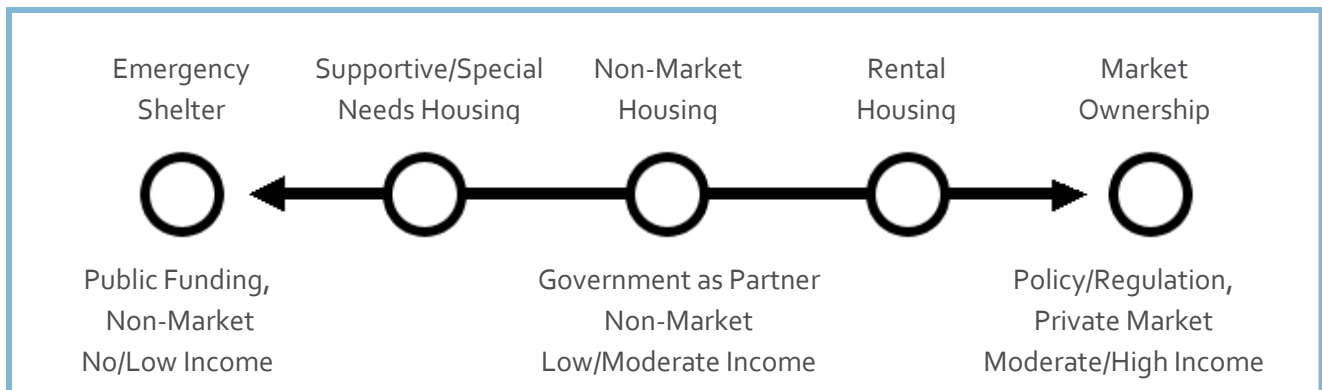 Emergency
Shelter
Supportive/Special
Needs Housing
Non-Market
Housing
Rental
Housing
Market
Ownership
Public Funding,
Non-Market
No/Low Income
Government as Partner
Non-Market
Low/Moderate Income
Policy/Regulation,
Private Market
Moderate/High Income